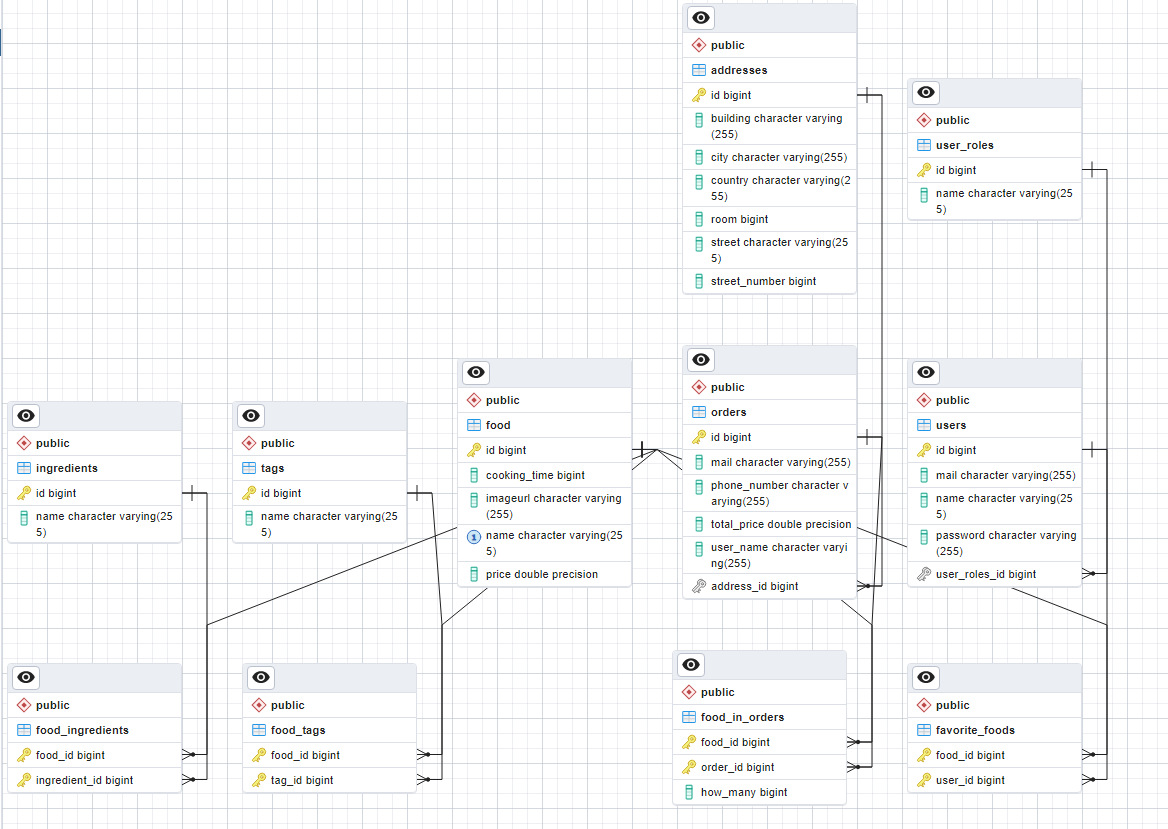 public
addresses
id bigint
building character varying
(255)
city character varying(255)
country character varying(2
55)
room bigint
street character varying(25
5)
street_number bigint
public
user_roles
id bigint
name character varying(25
5)
public
ingredients
id bigint
name character varying(25
5)
public
tags
id bigint
name character varying(25
5)
public
food
id bigint
cooking_time bigint
imageurl character varying
(255)
1
name character varying(25
5)
price double precision
public
orders
id bigint
mail character varying(255)
phone_number character v
arying(255)
total_price double precision
user_name character varyi
ng(255)
address_id bigint
public
users
id bigint
mail character varying(255)
name character varying(25
5)
password character varying
(255)
user_roles_id bigint
public
food_ingredients
food_id bigint
ingredient_id bigint
public
food_tags
food_id bigint
tag_id bigint
public
food_in_orders
food_id bigint
order_id bigint
how_many bigint
public
favorite_foods
food_id bigint
user_id bigint